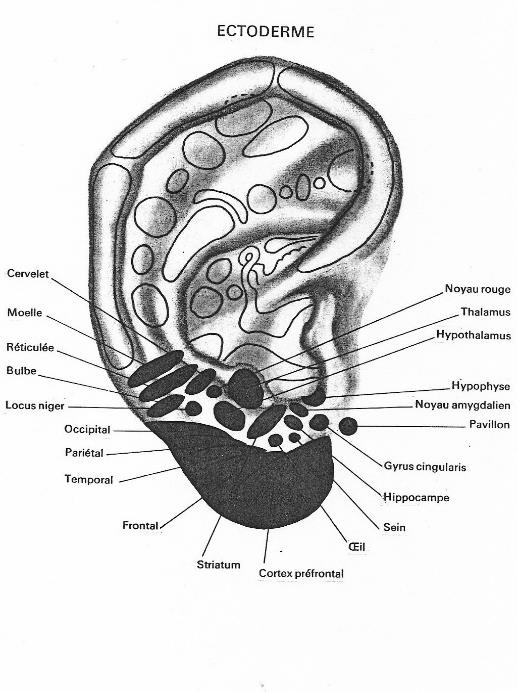 ECTODERME
Cervelet
Moelle
Réticulée
Bulbe
Locus niger
Occipital
Pariétal
Temporal
Frontal
Striatum
Cortex préfrontal
Noyau rouge
Thalamus
Hypothalamus
Hypophyse
Noyau amygdalien
Pavillon
Gyrus cingularis
Hippocampe
Sein
Œil